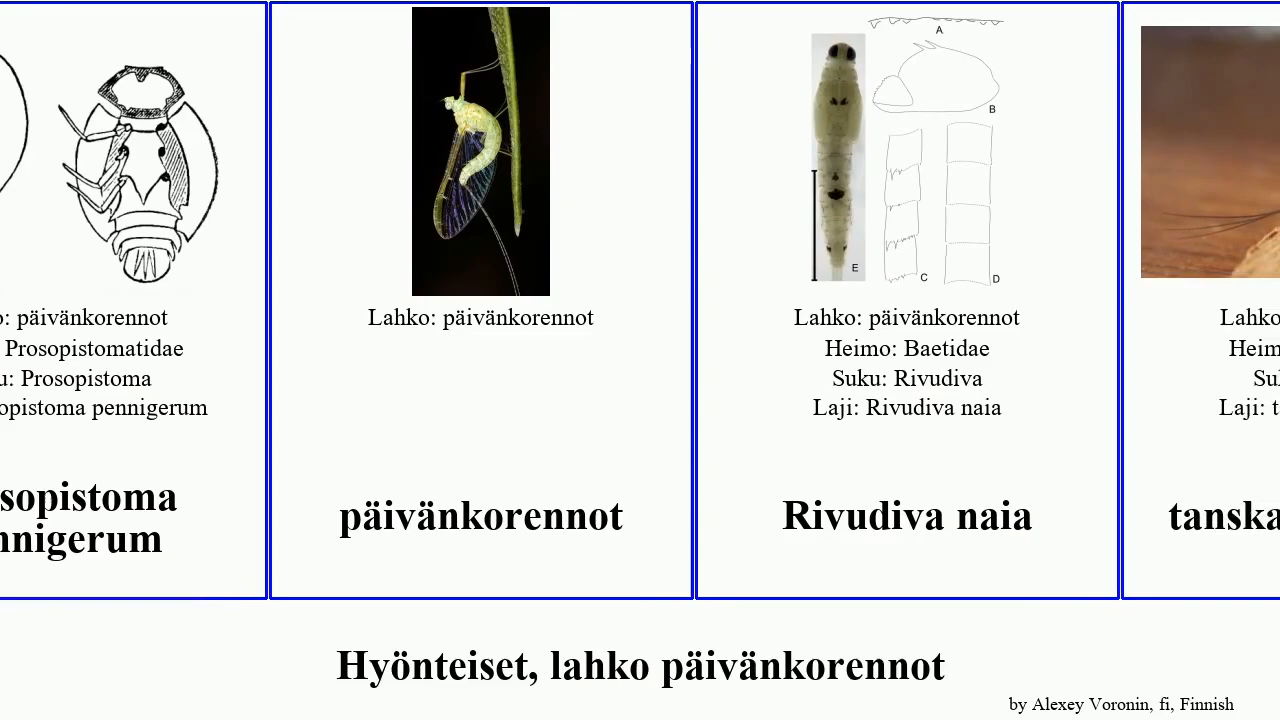 o: päivänkorennot
Prosopistomatidae
u: Prosopistoma
opistoma pennigerum
sopistoma
nnigerum
Lahko: päivänkorennot
päivänkorennot
A
B
C
D
E
Lahko: päivänkorennot
Heimo: Baetidae
Suku: Rivudiva
Laji: Rivudiva naia
Rivudiva naia
Lahko
Heim
Su
Laji: t
tanska
Hyönteiset, lahko päivänkorennot
by Alexey Voronin, fi, Finnish